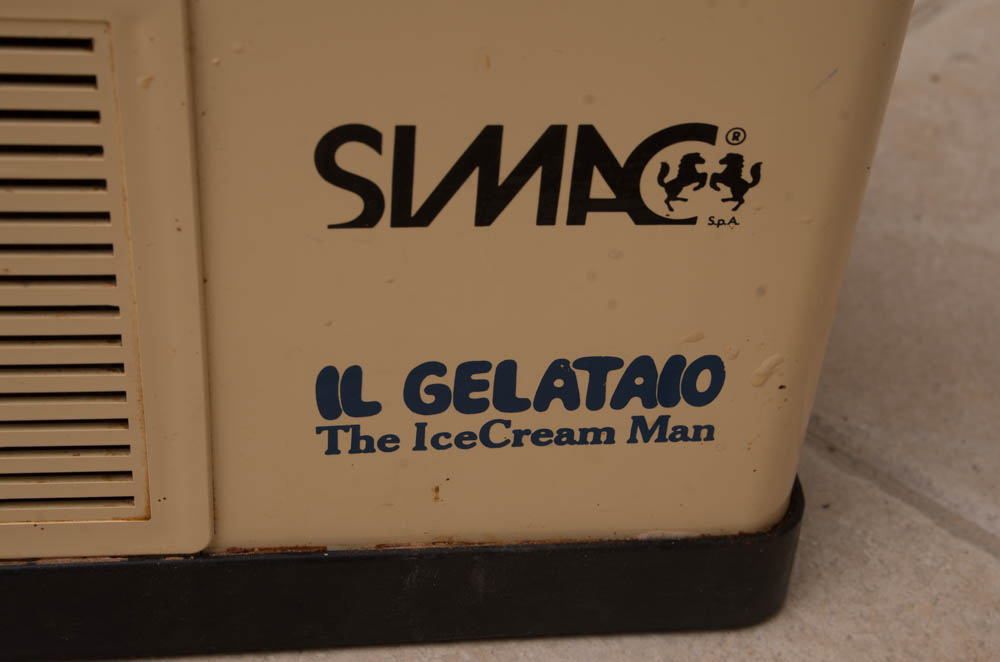 SIMAC®
S.p.A.
IL GELATAIO
The IceCream Man